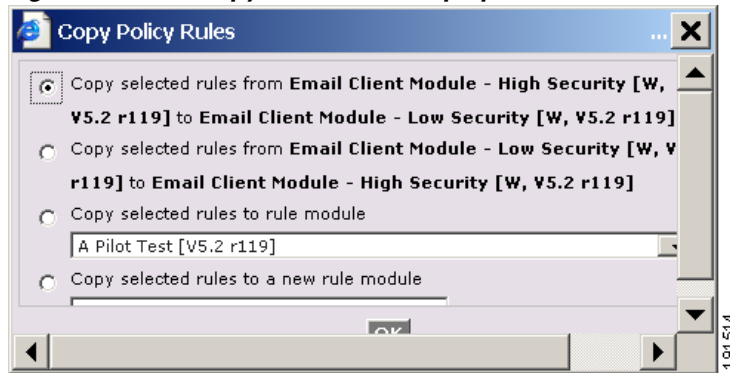 Copy Policy Rules ...
Copy selected rules from Email Client Module - High Security [W,
V5.2 r119] to Email Client Module - Low Security [W, V5.2 r119]
Copy selected rules from Email Client Module - Low Security [W, V
r119] to Email Client Module - High Security [W, V5.2 r119]
Copy selected rules to rule module
A Pilot Test [V5.2 r119]
Copy selected rules to a new rule module
OK
191514